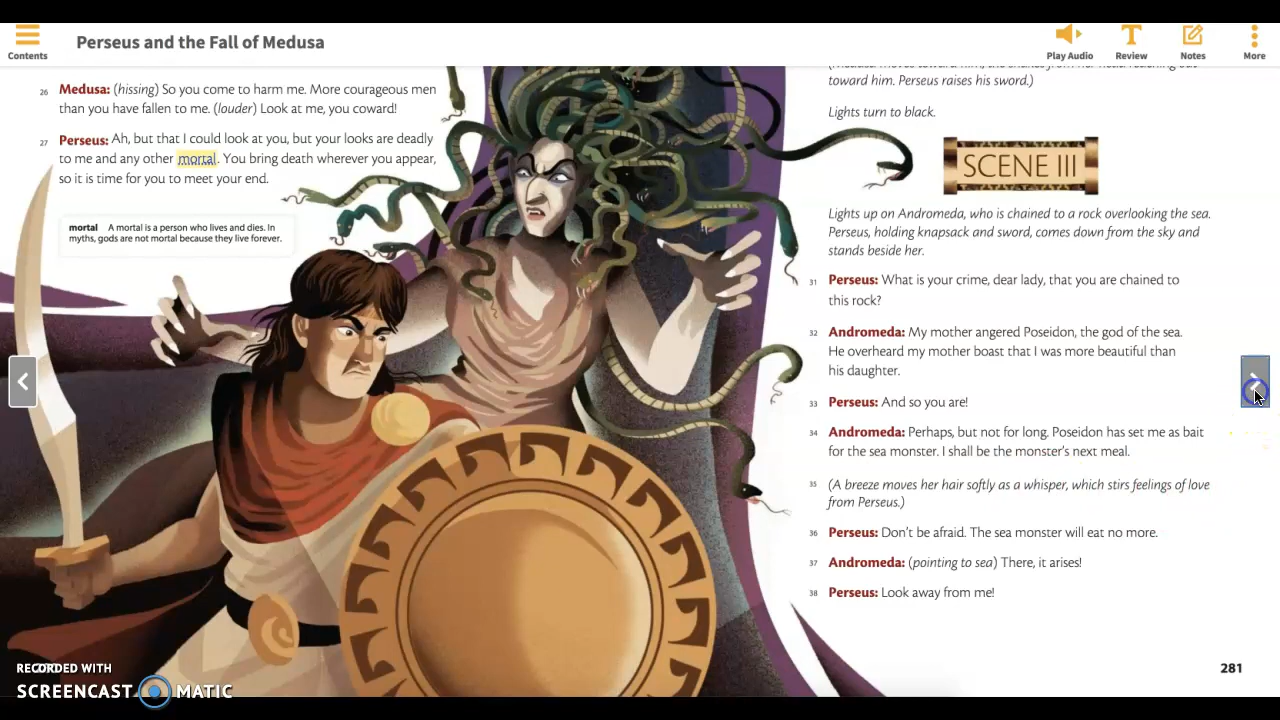 Contents
Perseus and the Fall of Medusa
Play Audio
Review
Notes
More
26 Medusa: (hissing) So you come to harm me. More courageous men
than you have fallen to me. (louder) Look at me, you coward!
27 Perseus: Ah, but that I could look at you, but your looks are deadly
to me and any other mortal. You bring death wherever you appear,
so it is time for you to meet your end.
mortal A mortal is a person who lives and dies. In
myths, gods are not mortal because they live forever.
toward him. Perseus raises his sword.)
Lights turn to black.
SCENE III
Lights up on Andromeda, who is chained to a rock overlooking the sea.
Perseus, holding knapsack and sword, comes down from the sky and
stands beside her.
31 Perseus: What is your crime, dear lady, that you are chained to
this rock?
32 Andromeda: My mother angered Poseidon, the god of the sea.
He overheard my mother boast that I was more beautiful than
his daughter.
33 Perseus: And so you are!
34 Andromeda: Perhaps, but not for long. Poseidon has set me as bait
for the sea monster. I shall be the monster's next meal.
35 (A breeze moves her hair softly as a whisper, which stirs feelings of love
from Perseus.)
36 Perseus: Don't be afraid. The sea monster will eat no more.
37 Andromeda: (pointing to sea) There, it arises!
38 Perseus: Look away from me!
281
RECORDED WITH
SCREENCAST MATIC